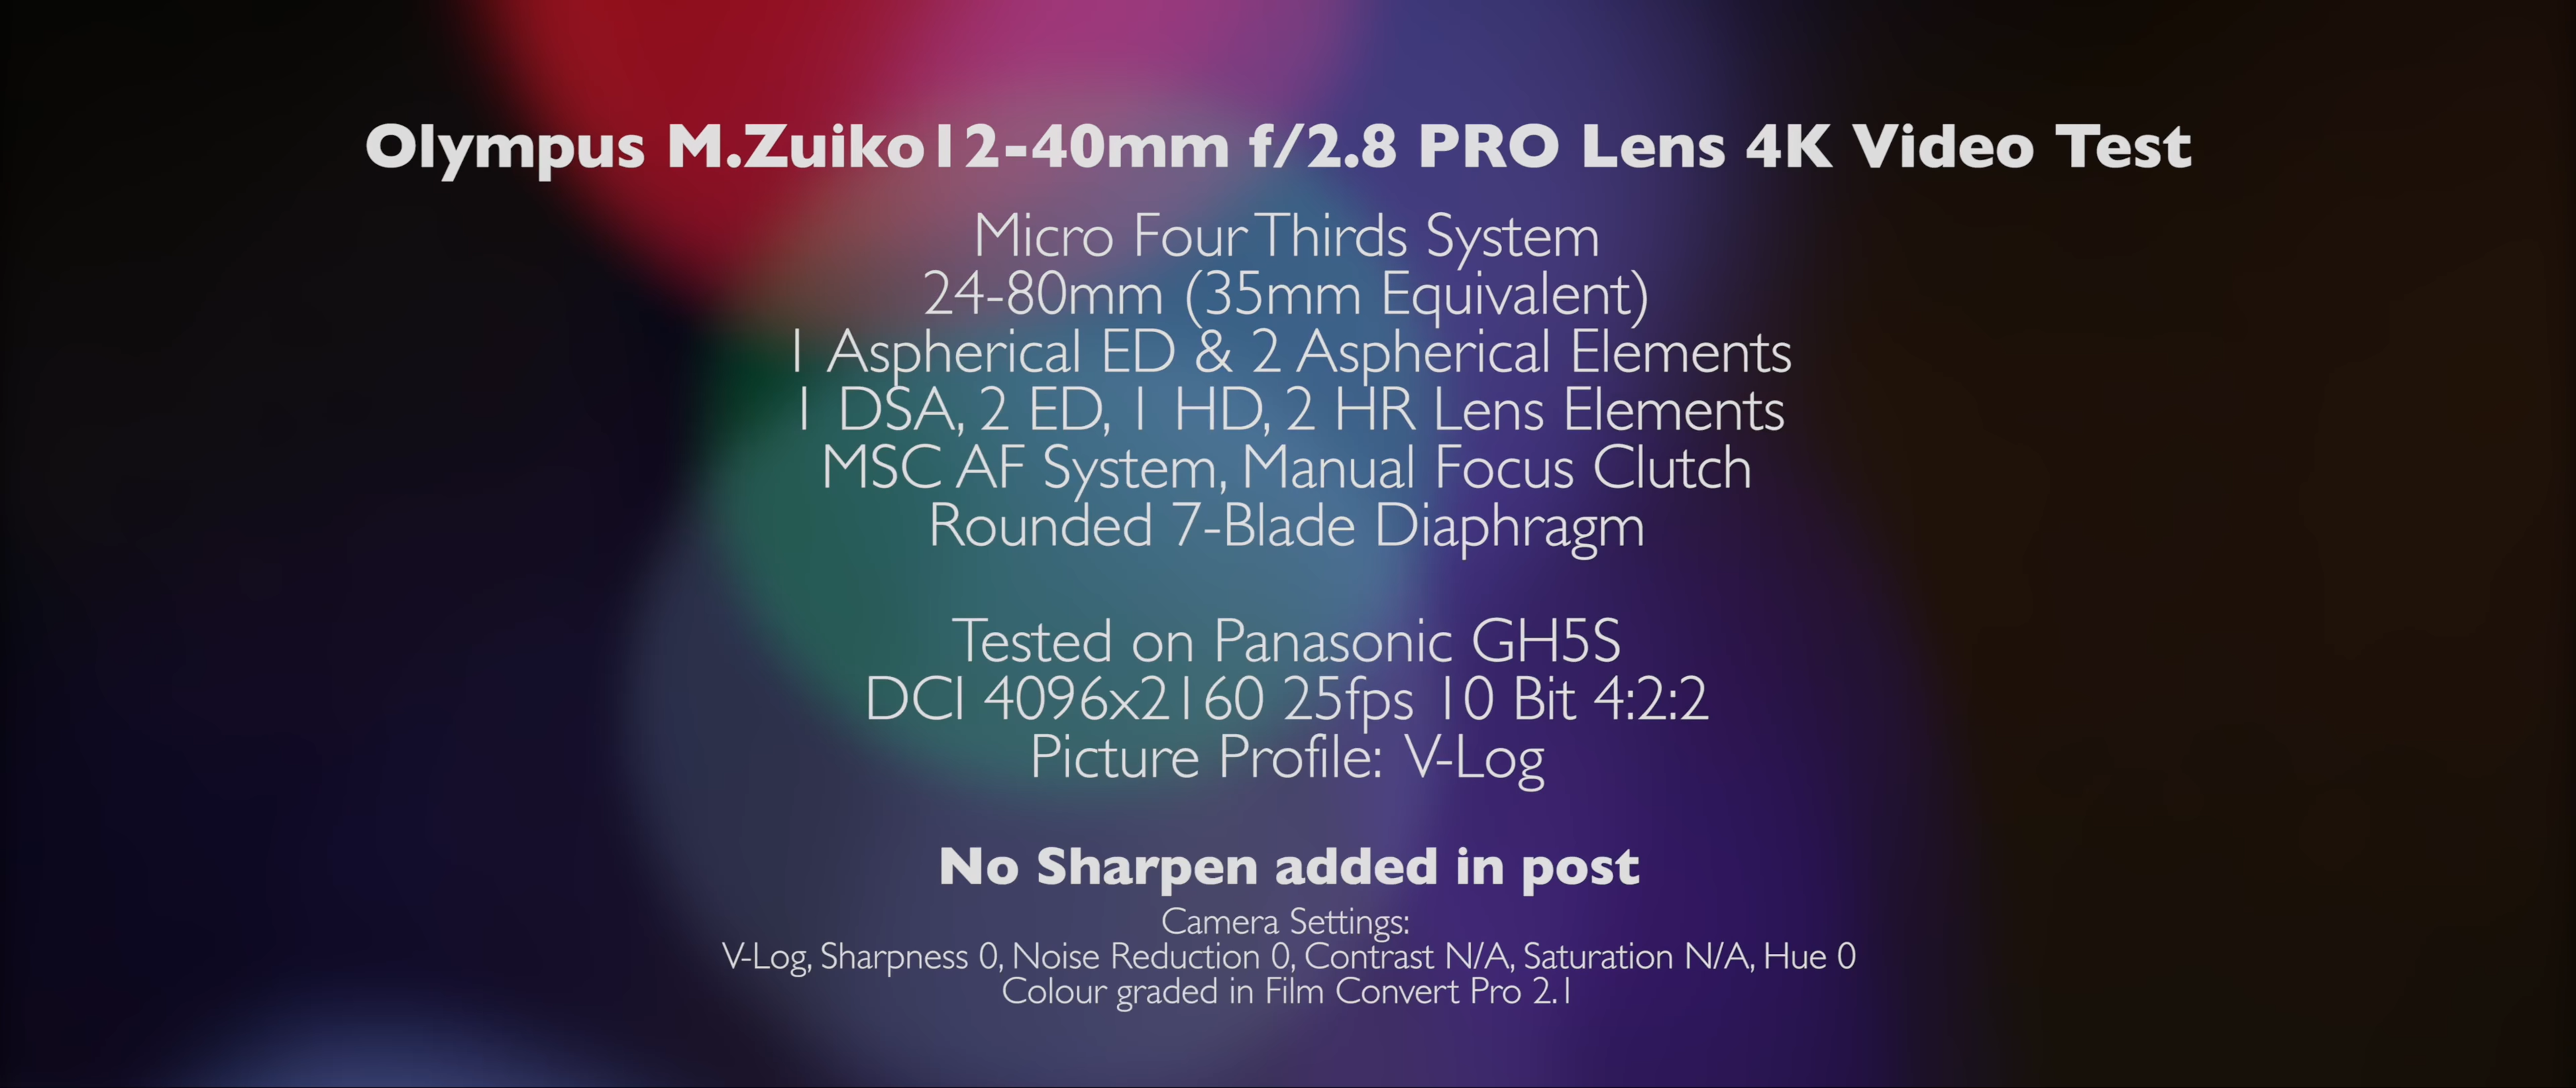 Olympus M.Zuiko12-40mm f/2.8 PRO Lens 4K Video Test
Micro Four Thirds System
24-80mm (35mm Equivalent)
1 Aspherical ED & 2 Aspherical Elements
1 DSA, 2 ED, 1 HD, 2 HR Lens Elements
MSC AF System, Manual Focus Clutch
Rounded 7-Blade Diaphragm
Tested on Panasonic GH5S
DCI 4096x2160 25fps 10 Bit 4:2:2
Picture Profile: V-Log
No Sharpen added in post
Camera Settings:
V-Log, Sharpness 0, Noise Reduction 0, Contrast N/A, Saturation N/A, Hue 0
Colour graded in Film Convert Pro 2.1